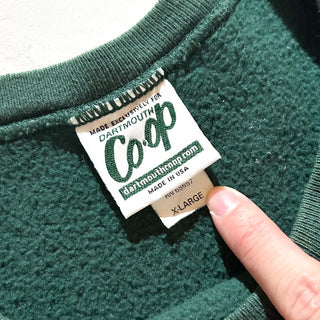 MADE EXCLUSIVELY FOR
DARTMOUTH
Co-op
dartmouthcoop.com
MADE IN USA
X-LARGE